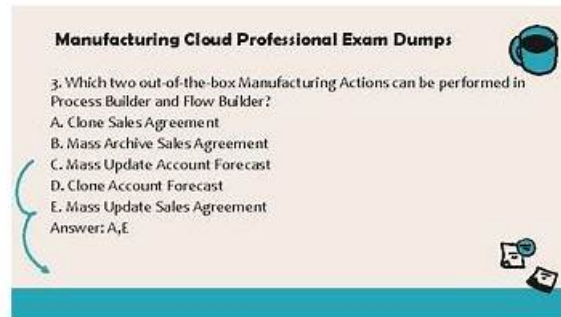 Manufacturing Cloud Professional Exam Dumps
3. Which two out-of-the-box Manufacturing Actions can be performed in
Process Builder and Flow Builder?
A. Clone Sales Agreement
B. Mass Archive Sales Agreement
C. Mass Update Account Forecast
D. Clone Account Forecast
E. Mass Update Sales Agreement
Answer: A,E